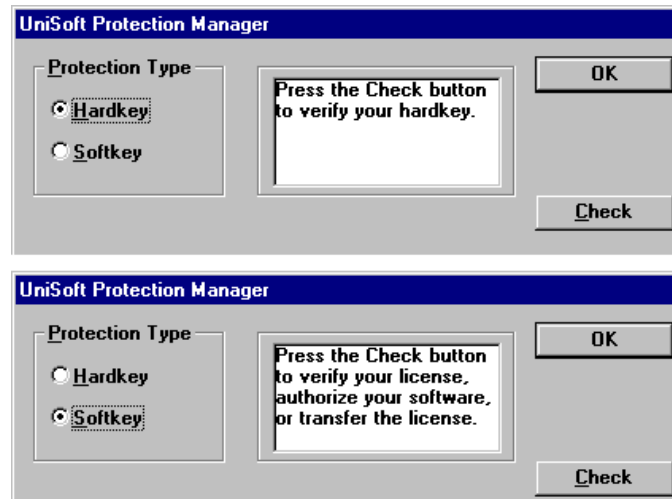 UniSoft Protection Manager
Protection Type
Hardkey
Softkey
Press the Check button
to verify your hardkey.
OK
Check
UniSoft Protection Manager
Protection Type
Hardkey
Softkey
Press the Check button
to verify your license,
authorize your software,
or transfer the license.
OK
Check